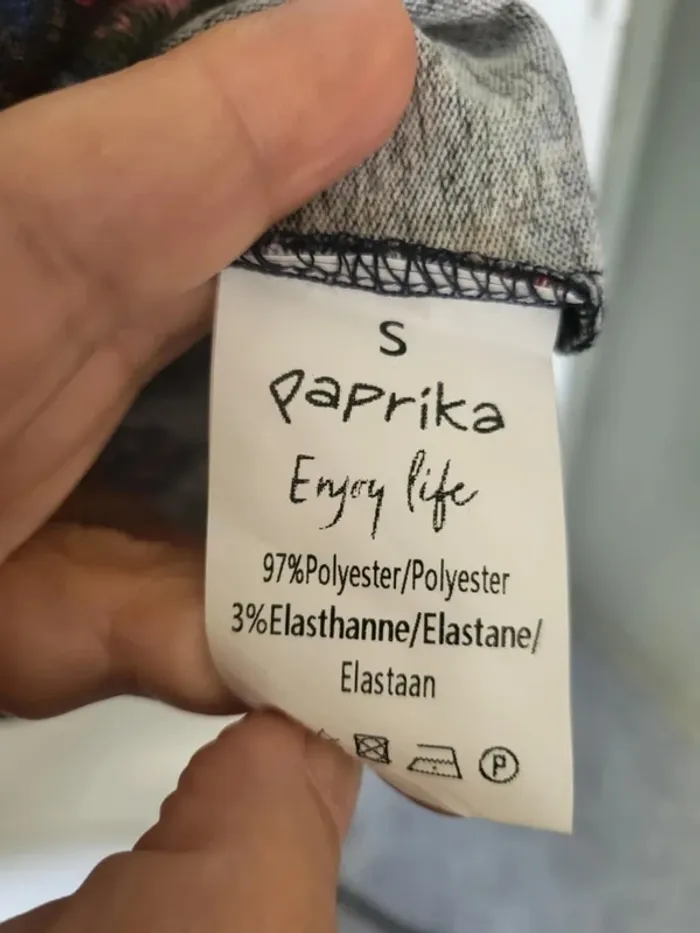 S
Paprika
Enjoy life
97%Polyester/Polyester
3%Elasthanne/Elastane/
Elastaan
P